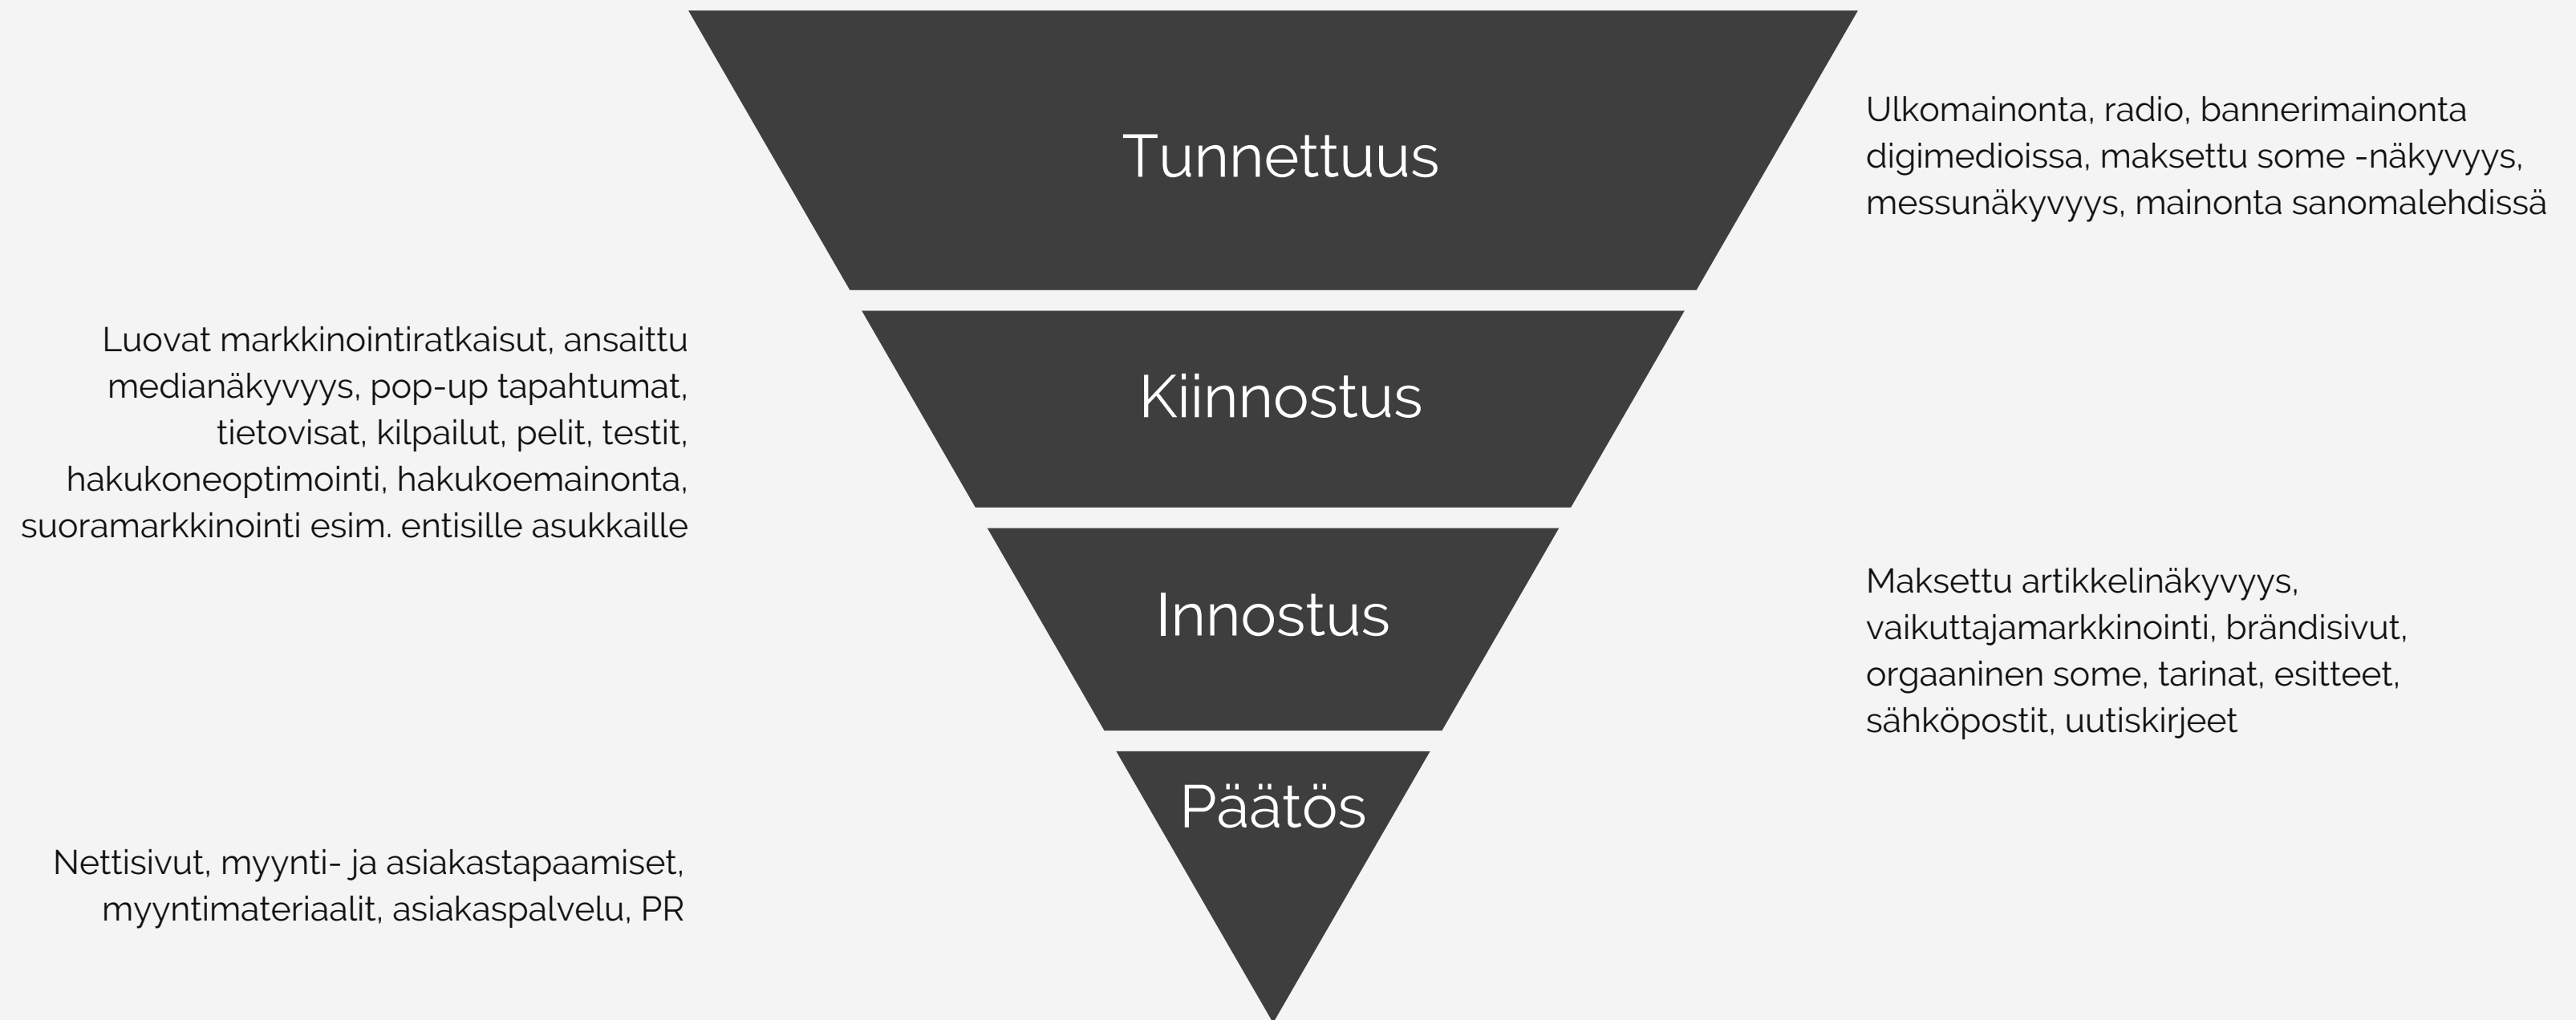 Tunnettuus
Ulkomainonta, radio, bannerimainonta
digimedioissa, maksettu some -näkyvyys,
messunäkyvyys, mainonta sanomalehdissä
Kiinnostus
Luovat markkinointiratkaisut, ansaittu
medianäkyvyys, pop-up tapahtumat,
tietovisat, kilpailut, pelit, testit,
hakukoneoptimointi, hakukoemainonta,
suoramarkkinointi esim. entisille asukkaille
Innostus
Maksettu artikkelinäkyvyys,
vaikuttajamarkkinointi, brändisivut,
orgaaninen some, tarinat, esitteet,
sähköpostit, uutiskirjeet
Päätös
Nettisivut, myynti- ja asiakastapaamiset,
myyntimateriaalit, asiakaspalvelu, PR